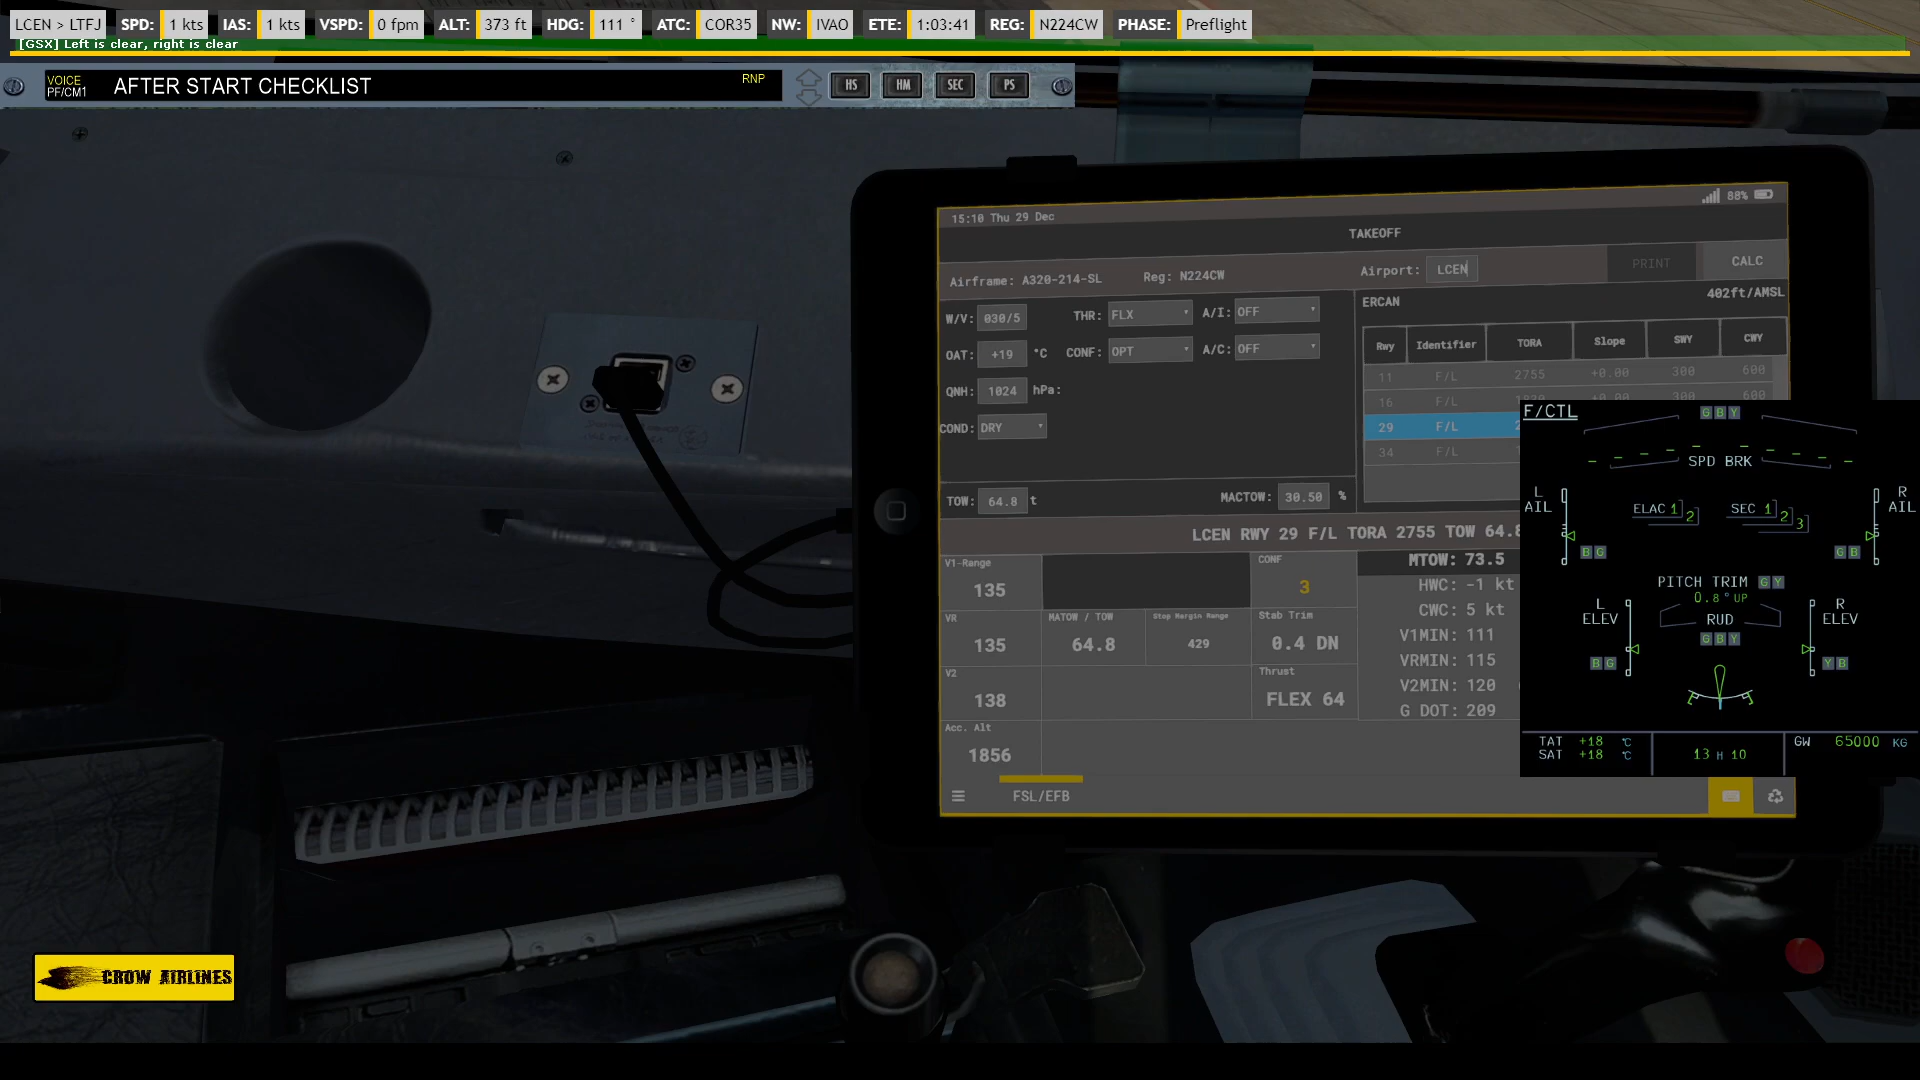 LCEN > LTFJ SPD: 1 kts IAS: 1 kts VSPD: 0 fpm ALT: 373 ft HDG: 111 ° ATC: COR35 NW: IVAO ETE: 1:03:41 REG: N224CW PHASE: Preflight
[GSX] Left is clear, right is clear
VOICE
PF/CM1
AFTER START CHECKLIST
RNP
HS HM SEC PS
15:10 Thu 29 Dec
88%
TAKEOFF
Airframe: A320-214-SL Reg: N224CW Airport: LCEN PRINT CALC
W/V: 030/5 THR: FLX A/I: OFF
OAT: +19 °C CONF: OPT A/C: OFF
QNH: 1024 hPa:
COND: DRY
TOW: 64.8 t MACTOW: 30.50 %
ERCAN 402ft/AMSL
Rwy Identifier TORA Slope SWY CWY
11 F/L 2755 +0.00 300 600
16 F/L
29 F/L
34 F/L
LCEN RWY 29 F/L TORA 2755 TOW 64.8
V1-Range
135
VR
135
V2
138
Acc. Alt
1856
MATOW / TOW
64.8
Stop Margin Range
429
CONF
3
Stab Trim
0.4 DN
Thrust
FLEX 64
MTOW: 73.5
HWC: -1 kt
CWC: 5 kt
V1MIN: 111
VRMIN: 115
V2MIN: 120
G DOT: 209
FSL/EFB
F/CTL
G B Y
SPD BRK
L
AIL
ELAC 1 2
SEC 1 2 3
R
AIL
B G
G B
PITCH TRIM G Y
0.8° UP
L
ELEV
RUD
G B Y
R
ELEV
B G
Y B
TAT +18 °C
SAT +18 °C
13 H 10
GW 65000 KG
CROW AIRLINES